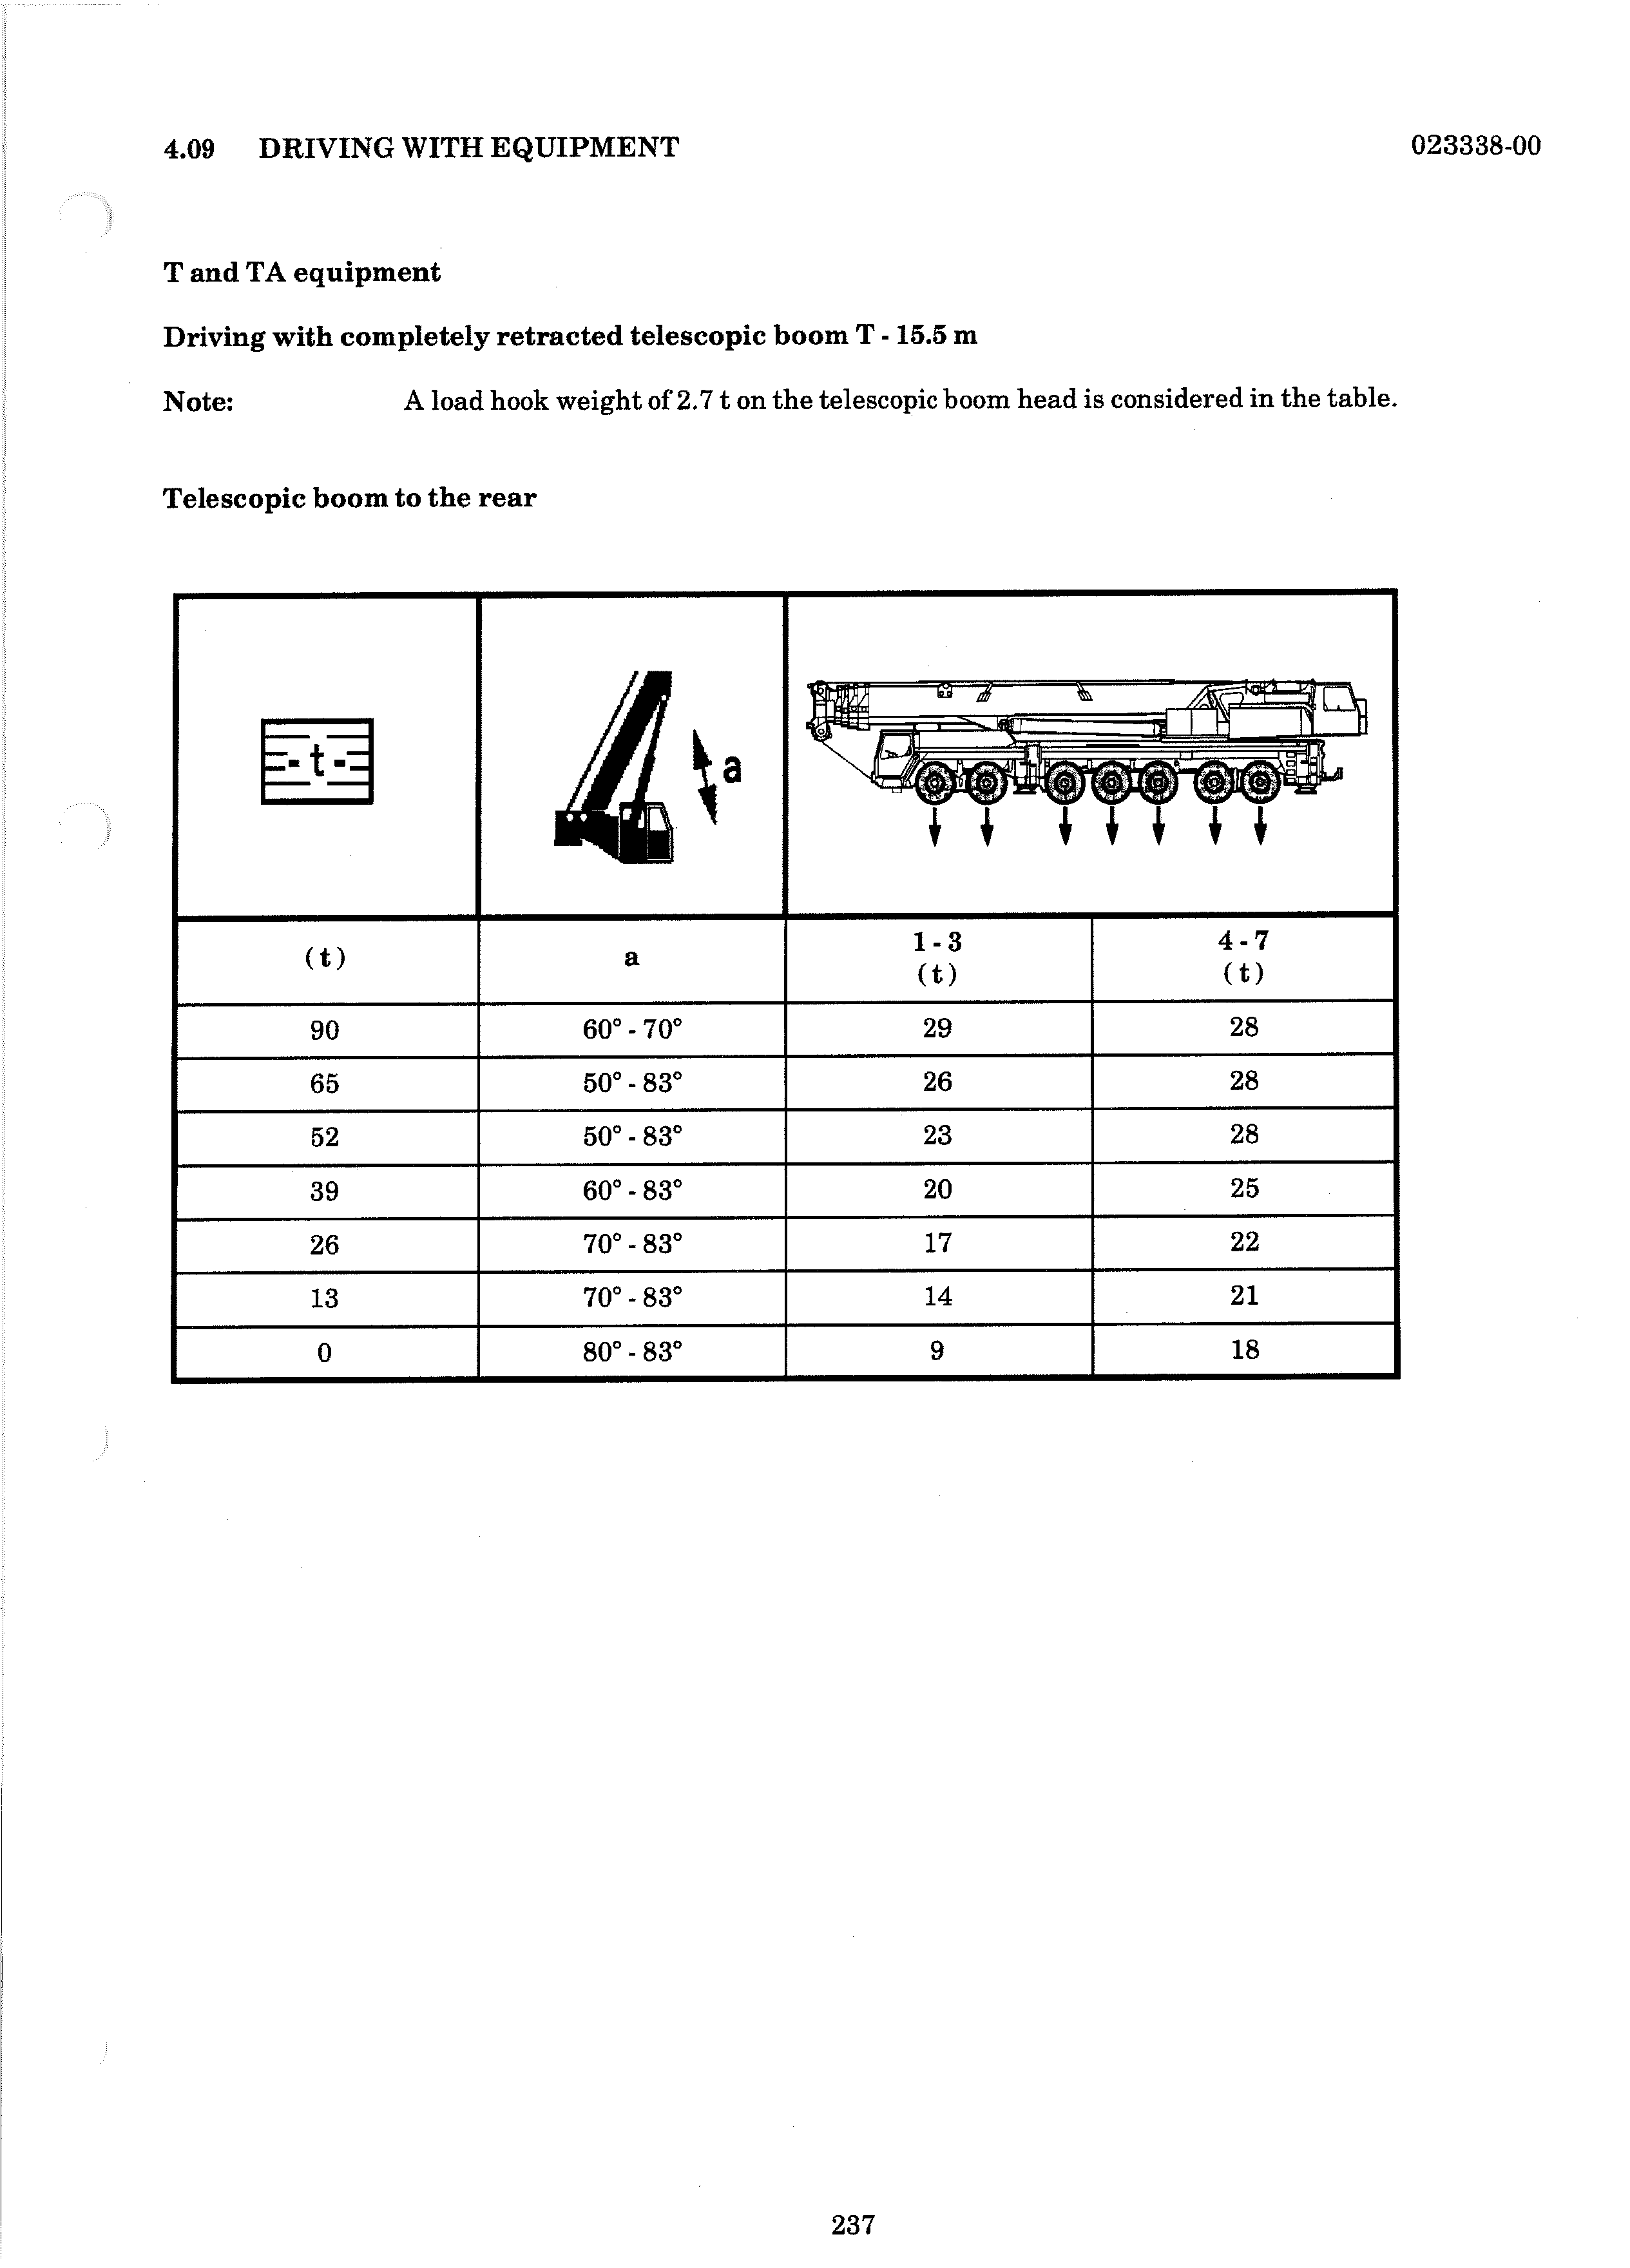 4.09 DRIVING WITH EQUIPMENT 023338-00
T and TA equipment
Driving with completely retracted telescopic boom T - 15.5 m
Note: A load hook weight of 2.7 t on the telescopic boom head is considered in the table.
Telescopic boom to the rear
- t -
a
(t) a 1 - 3 (t) 4 - 7 (t)
90 60° - 70° 29 28
65 50° - 83° 26 28
52 50° - 83° 23 28
39 60° - 83° 20 25
26 70° - 83° 17 22
13 70° - 83° 14 21
0 80° - 83° 9 18
237